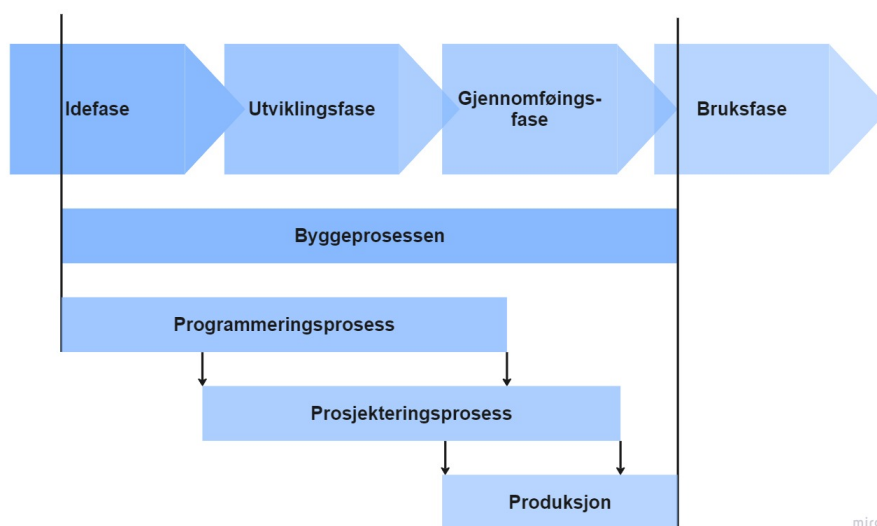 Idefase
Utviklingsfase
Gjennomføings-
fase
Bruksfase
Byggeprosessen
Programmeringsprosess
Prosjekteringsprosess
Produksjon